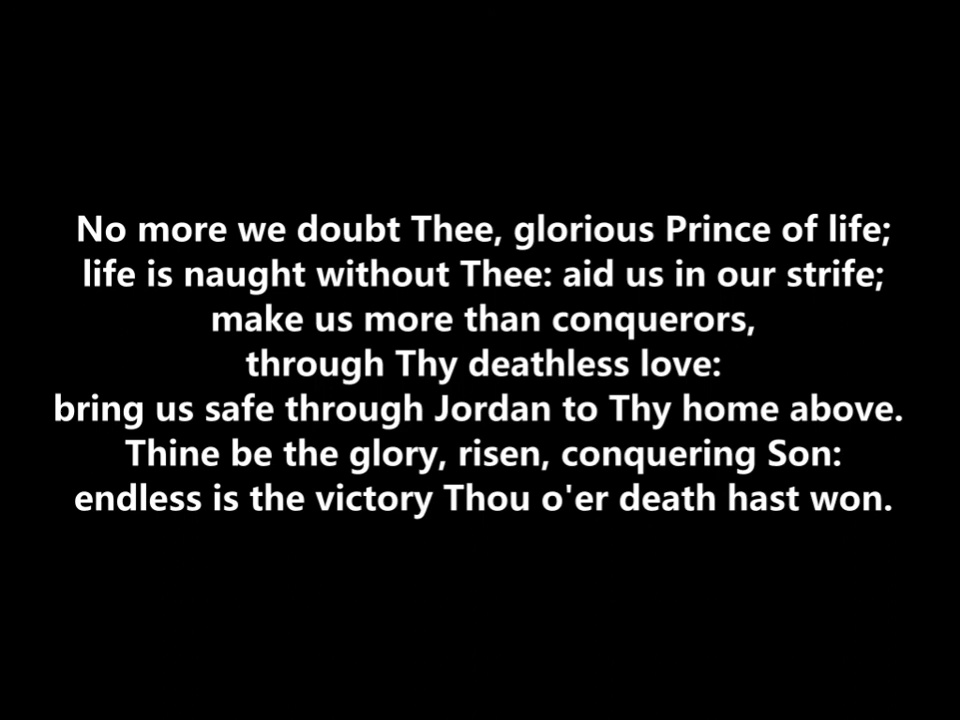 No more we doubt Thee, glorious Prince of life;
life is naught without Thee: aid us in our strife;
make us more than conquerors,
through Thy deathless love:
bring us safe through Jordan to Thy home above.
Thine be the glory, risen, conquering Son:
endless is the victory Thou o'er death hast won.